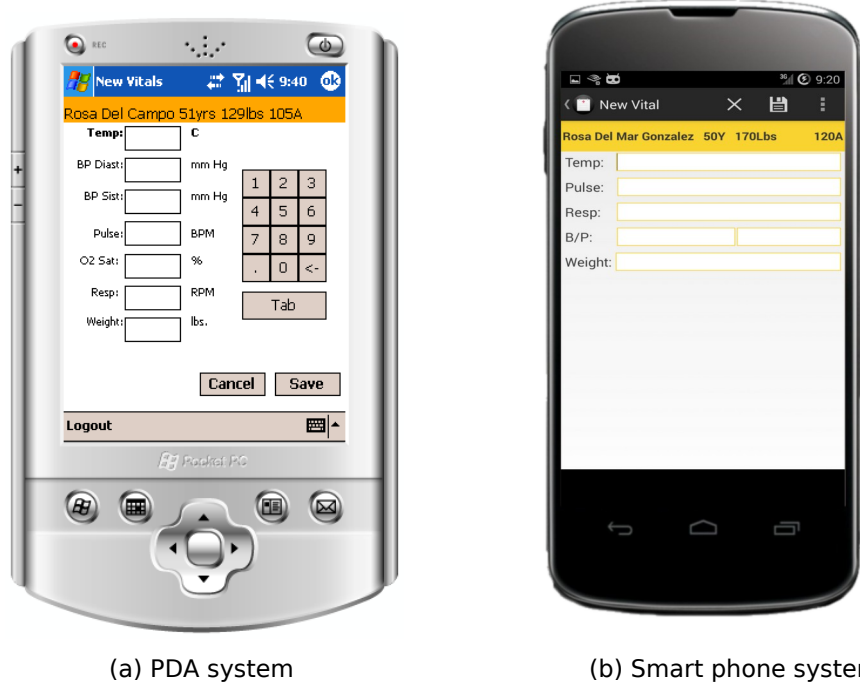 REC
New Vitals 9:40 ok
Rosa Del Campo 51yrs 129lbs 105A
Temp: C
BP Diast: mm Hg
BP Sist: mm Hg
Pulse: BPM
O2 Sat: %
Resp: RPM
Weight: lbs.
1 2 3
4 5 6
7 8 9
. 0 <-
Tab
Cancel Save
Logout
Pocket PC
+
−
(a) PDA system
3G 9:20
New Vital
Rosa Del Mar Gonzalez 50Y 170Lbs 120A
Temp:
Pulse:
Resp:
B/P:
Weight:
(b) Smart phone system